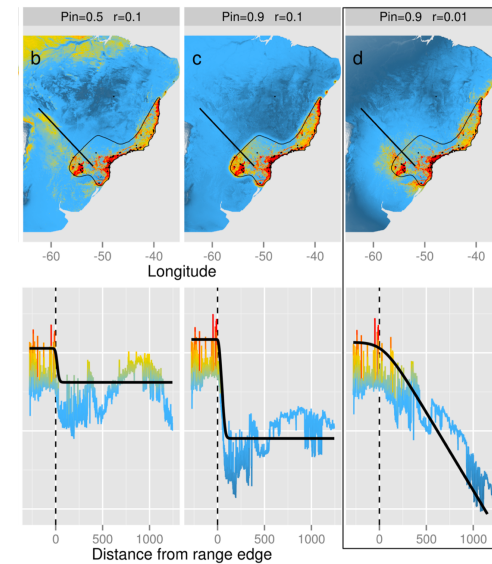 Pin=0.5 r=0.1
Pin=0.9 r=0.1
Pin=0.9 r=0.01
b
c
d
-60 -50 -40
-60 -50 -40
-60 -50 -40
Longitude
0 500 1000
0 500 1000
0 500 1000
Distance from range edge